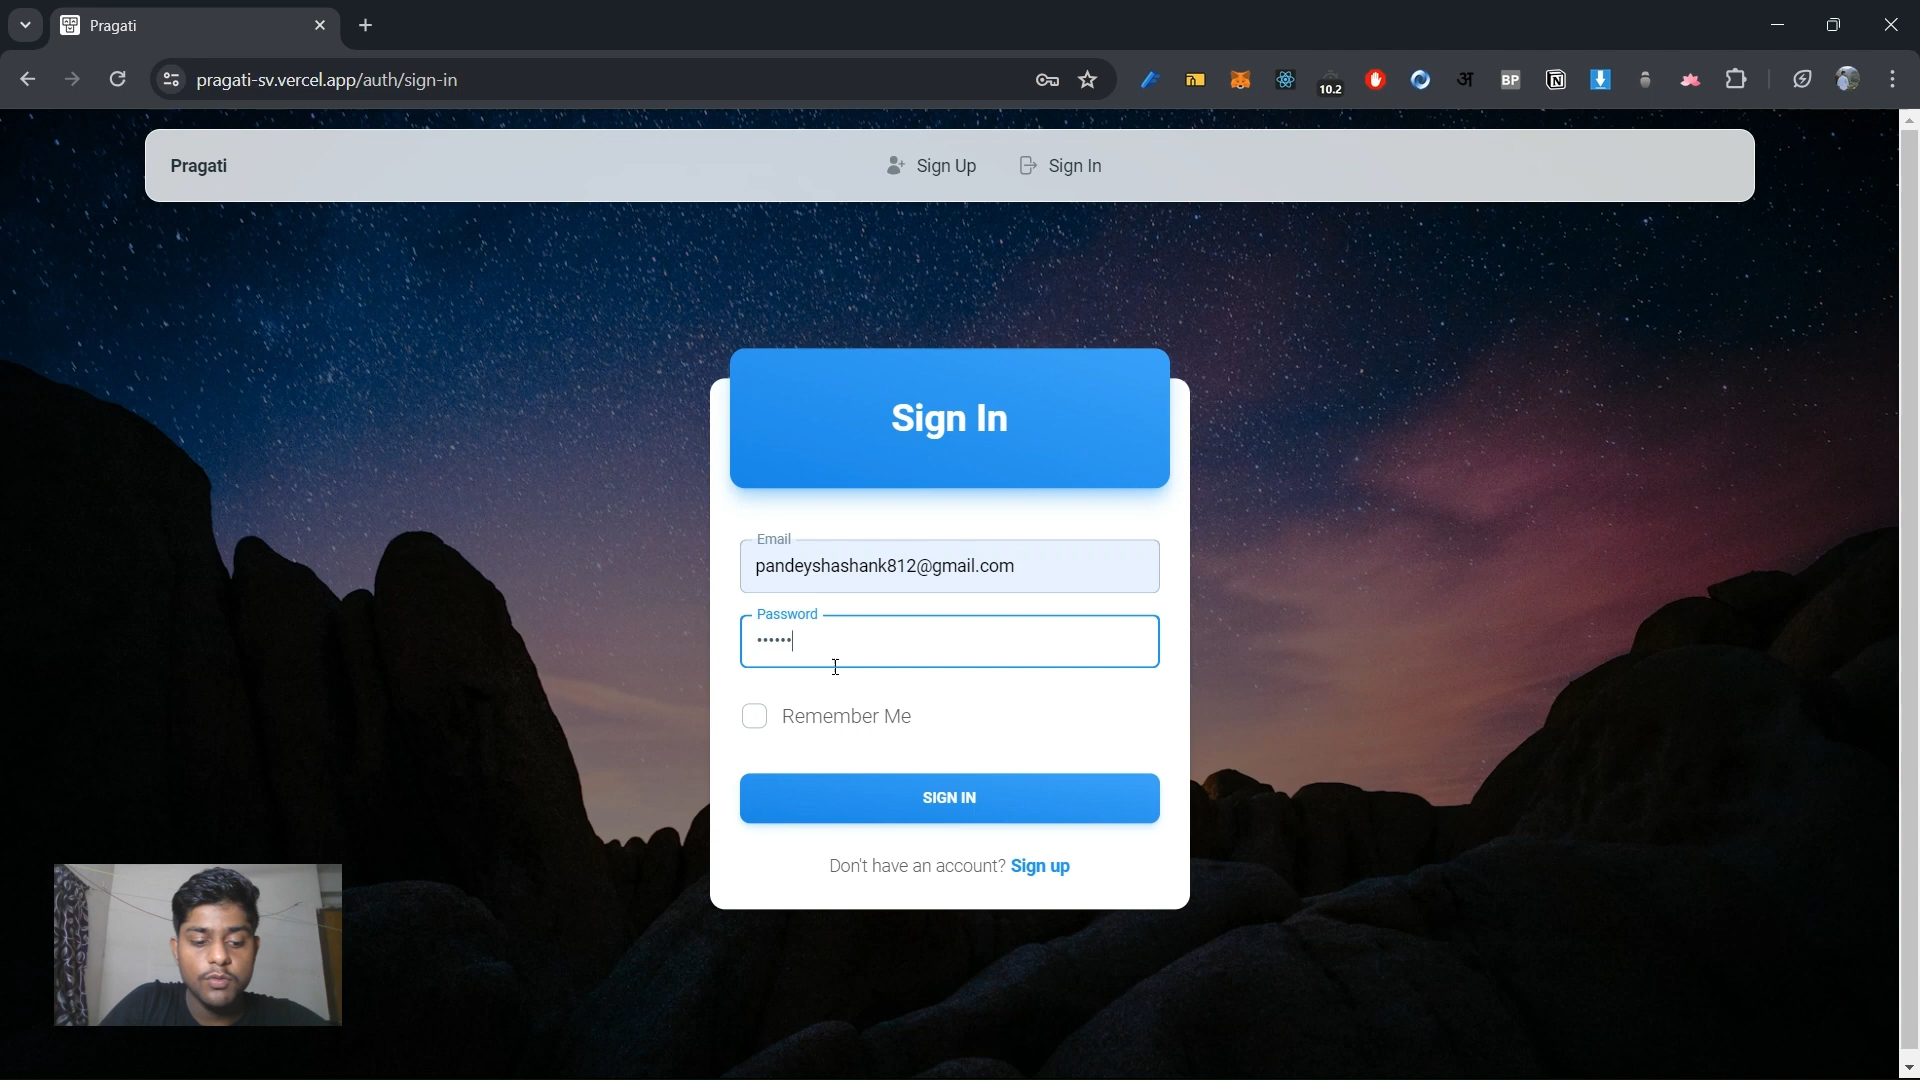 Pragati
pragati-sv.vercel.app/auth/sign-in
10.2
अ
BP
Pragati
Sign Up
Sign In
Sign In
Email
pandeyshashank812@gmail.com
Password
••••••
Remember Me
SIGN IN
Don't have an account? Sign up